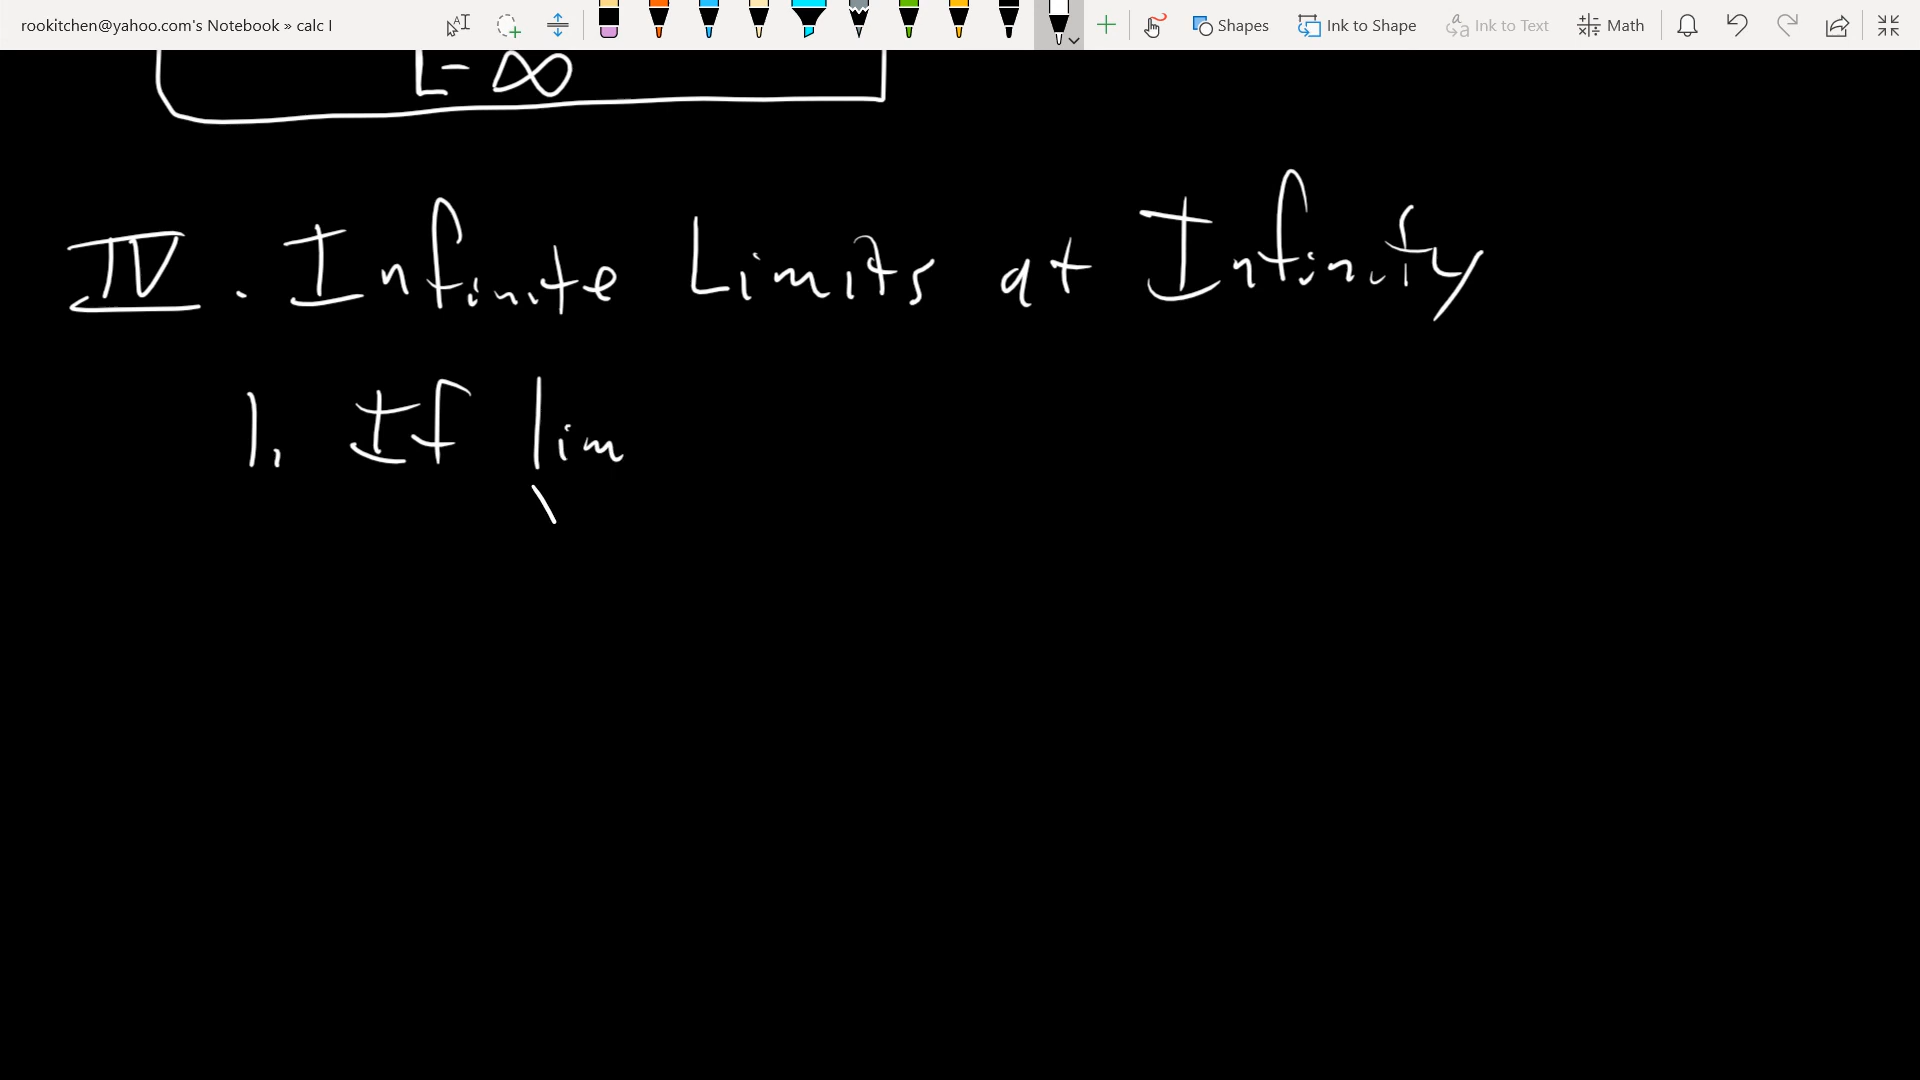 rookitchen@yahoo.com's Notebook » calc I
Shapes
Ink to Shape
Ink to Text
Math
L - ∞
IV. Infinite Limits at Infinity
1. If lim